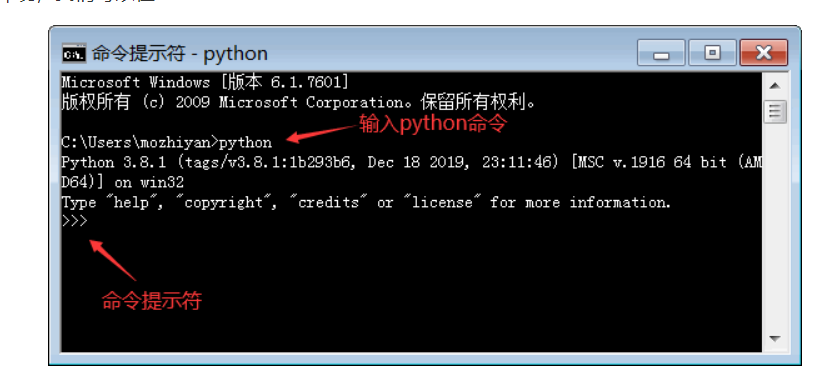 命令提示符 - python
Microsoft Windows [版本 6.1.7601]
版权所有 (c) 2009 Microsoft Corporation。保留所有权利。
输入python命令
C:\Users\mozhiyan>python
Python 3.8.1 (tags/v3.8.1:1b293b6, Dec 18 2019, 23:11:46) [MSC v.1916 64 bit (AM
D64)] on win32
Type "help", "copyright", "credits" or "license" for more information.
>>>
命令提示符